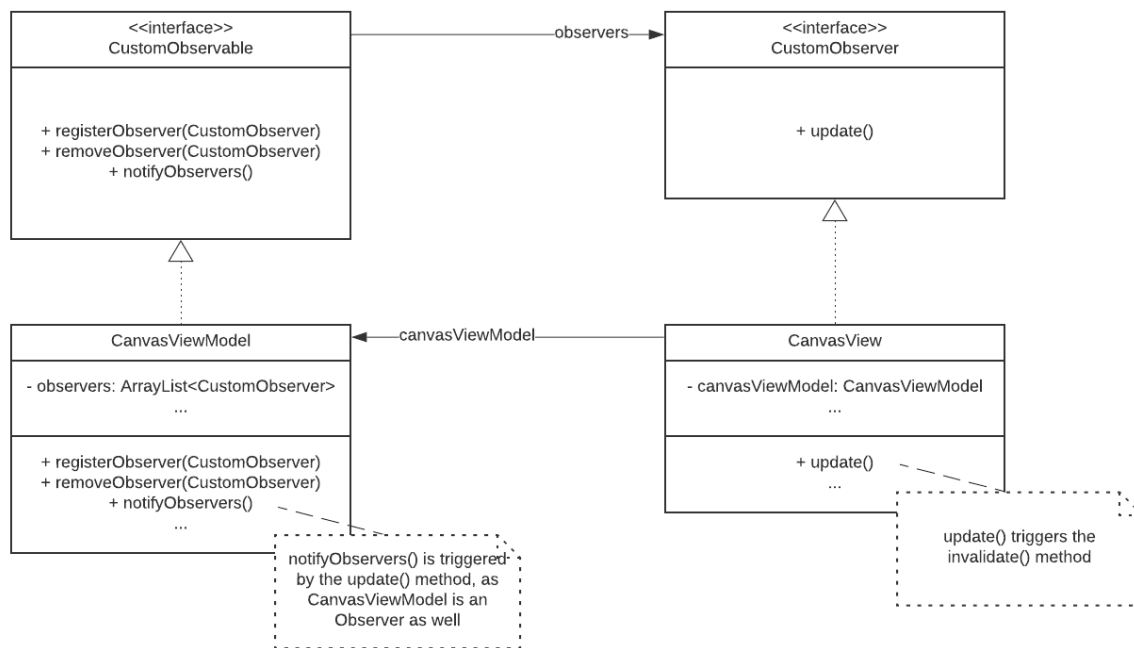 <<interface>>
CustomObservable
+ registerObserver(CustomObserver)
+ removeObserver(CustomObserver)
+ notifyObservers()
observers
<<interface>>
CustomObserver
+ update()
CanvasViewModel
- observers: ArrayList<CustomObserver>
...
+ registerObserver(CustomObserver)
+ removeObserver(CustomObserver)
+ notifyObservers()
...
notifyObservers() is triggered
by the update() method, as
CanvasViewModel is an
Observer as well
canvasViewModel
CanvasView
- canvasViewModel: CanvasViewModel
...
+ update()
...
update() triggers the
invalidate() method